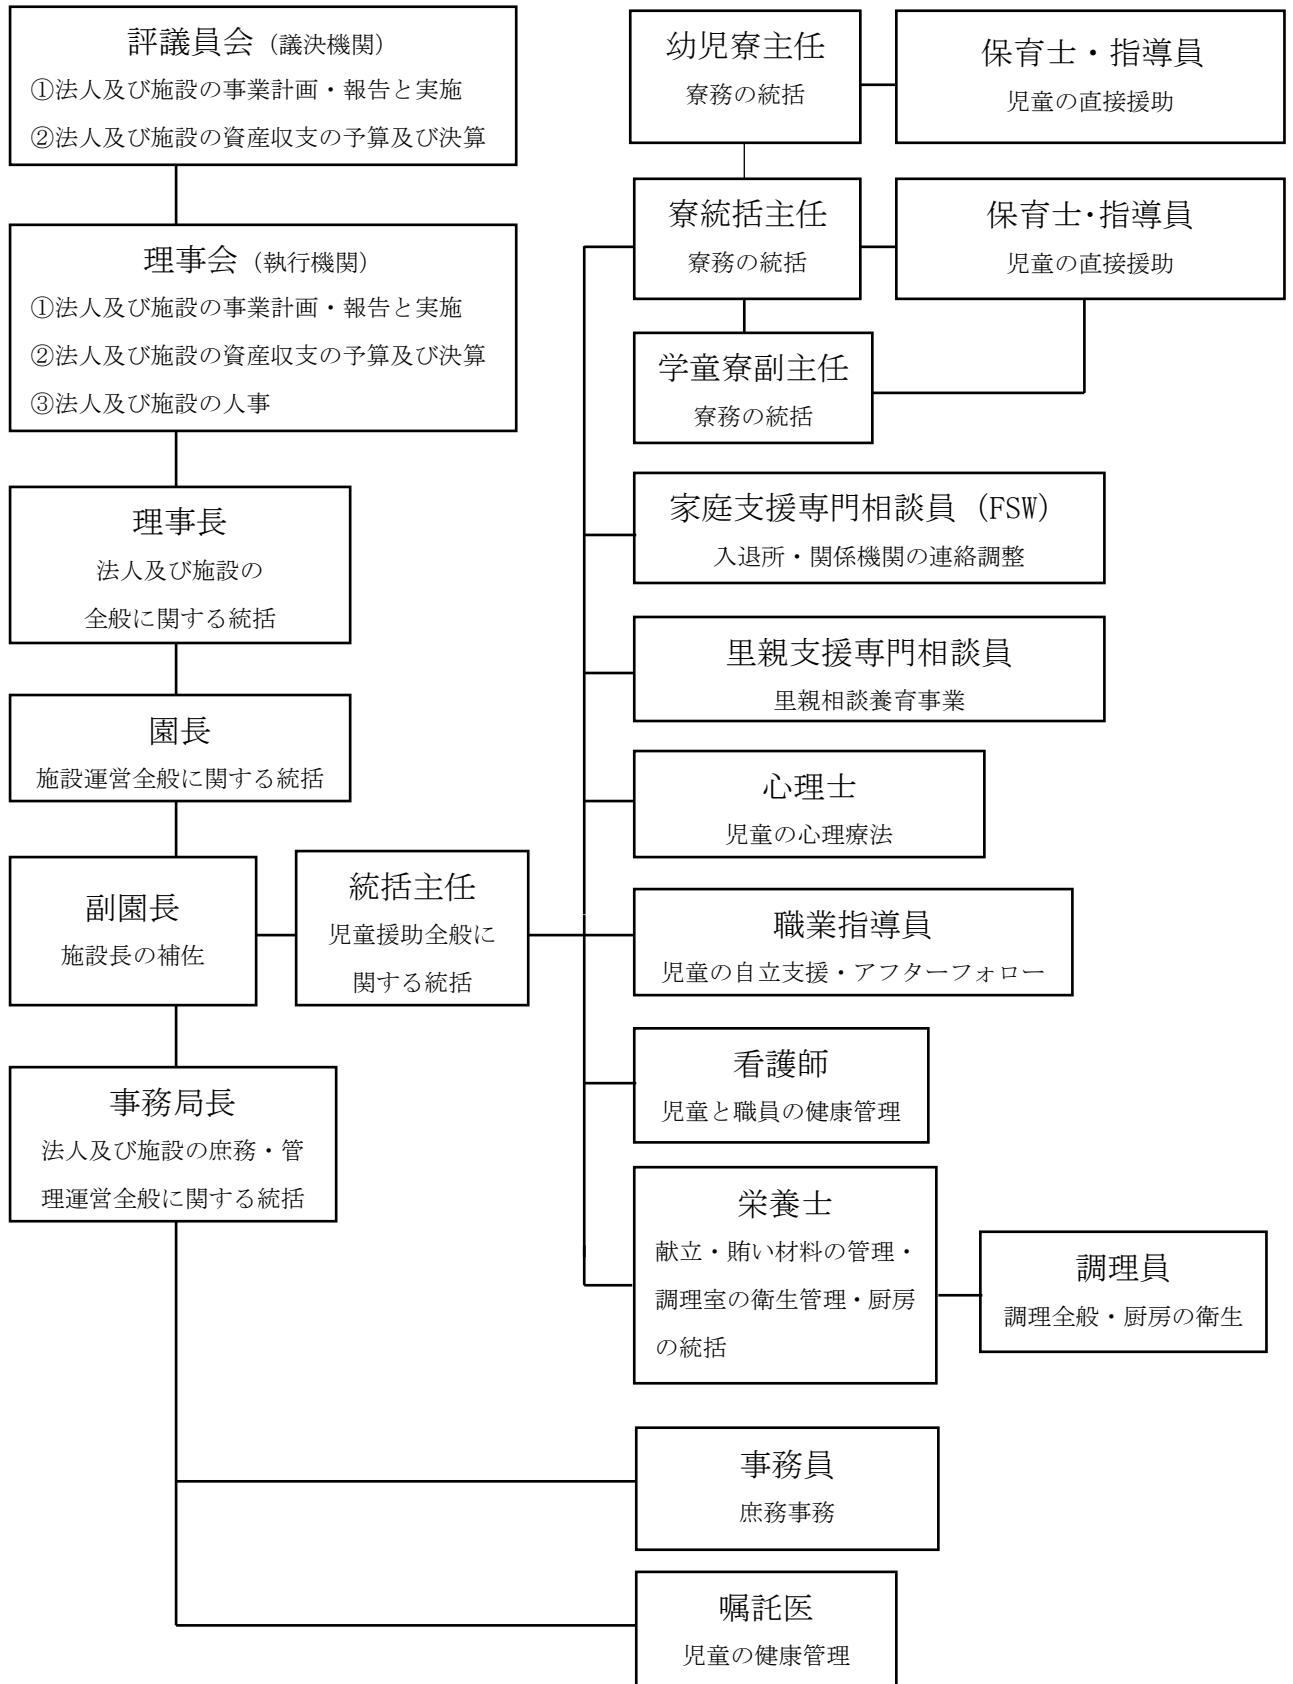 評議員会（議決機関）
①法人及び施設の事業計画・報告と実施
②法人及び施設の資産収支の予算及び決算
理事会（執行機関）
①法人及び施設の事業計画・報告と実施
②法人及び施設の資産収支の予算及び決算
③法人及び施設の人事
理事長
法人及び施設の
全般に関する統括
園長
施設運営全般に関する統括
副園長
施設長の補佐
統括主任
児童援助全般に
関する統括
事務局長
法人及び施設の庶務・管
理運営全般に関する統括
幼児寮主任
寮務の統括
保育士・指導員
児童の直接援助
寮統括主任
寮務の統括
保育士・指導員
児童の直接援助
学童寮副主任
寮務の統括
家庭支援専門相談員（FSW）
入退所・関係機関の連絡調整
里親支援専門相談員
里親相談養育事業
心理士
児童の心理療法
職業指導員
児童の自立支援・アフターフォロー
看護師
児童と職員の健康管理
栄養士
献立・賄い材料の管理・
調理室の衛生管理・厨房
の統括
調理員
調理全般・厨房の衛生
事務員
庶務事務
嘱託医
児童の健康管理